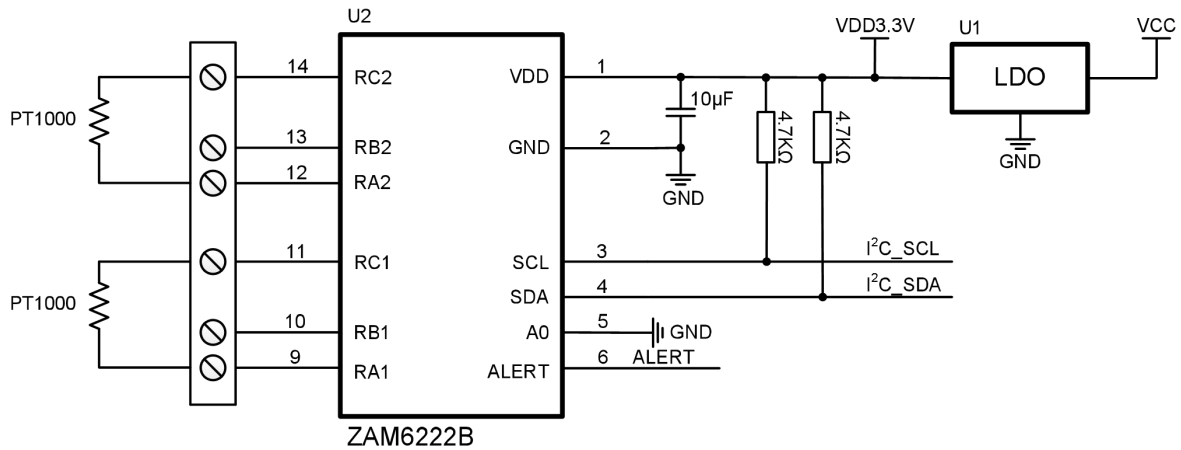 U2
VDD3.3V
U1
VCC
14
RC2
VDD
1
LDO
PT1000
10µF
4.7KΩ
4.7KΩ
13
RB2
GND
2
GND
12
RA2
GND
11
RC1
SCL
3
I²C_SCL
SDA
4
I²C_SDA
PT1000
10
RB1
A0
5
GND
9
RA1
ALERT
6
ALERT
ZAM6222B